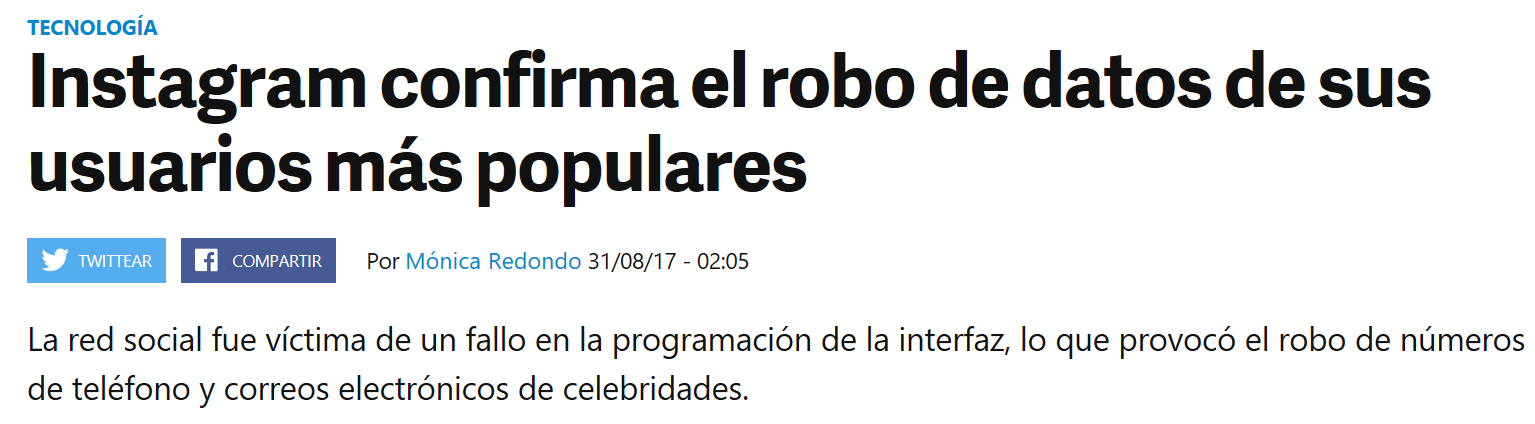 TECNOLOGÍA
Instagram confirma el robo de datos de sus
usuarios más populares
TWITTEAR COMPARTIR Por Mónica Redondo 31/08/17 - 02:05
La red social fue víctima de un fallo en la programación de la interfaz, lo que provocó el robo de números
de teléfono y correos electrónicos de celebridades.